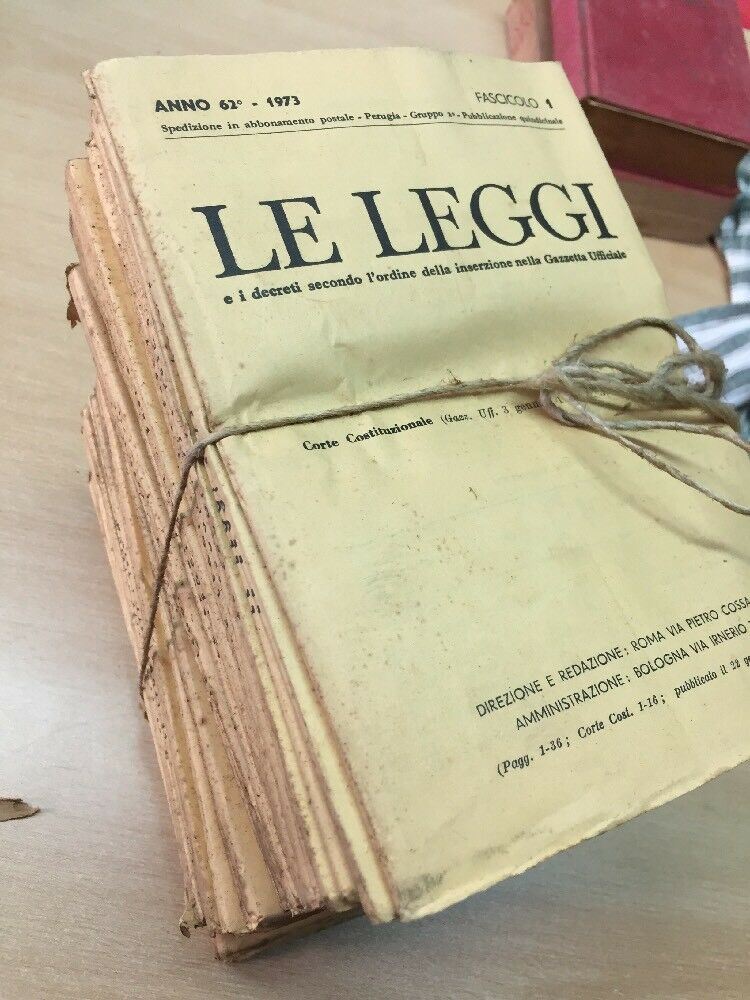 ANNO 62° - 1973 FASCICOLO 1
Spedizione in abbonamento postale - Perugia - Gruppo 2° - Pubblicazione quindicinale
LE LEGGI
e i decreti secondo l'ordine della inserzione nella Gazzetta Ufficiale
Corte Costituzionale (Gazz. Uff. 3
DIREZIONE E REDAZIONE: ROMA VIA PIETRO COSSA
AMMINISTRAZIONE: BOLOGNA VIA IRNERIO
(Pagg. 1-36; Corte Cost. 1-16; pubblicato il 22